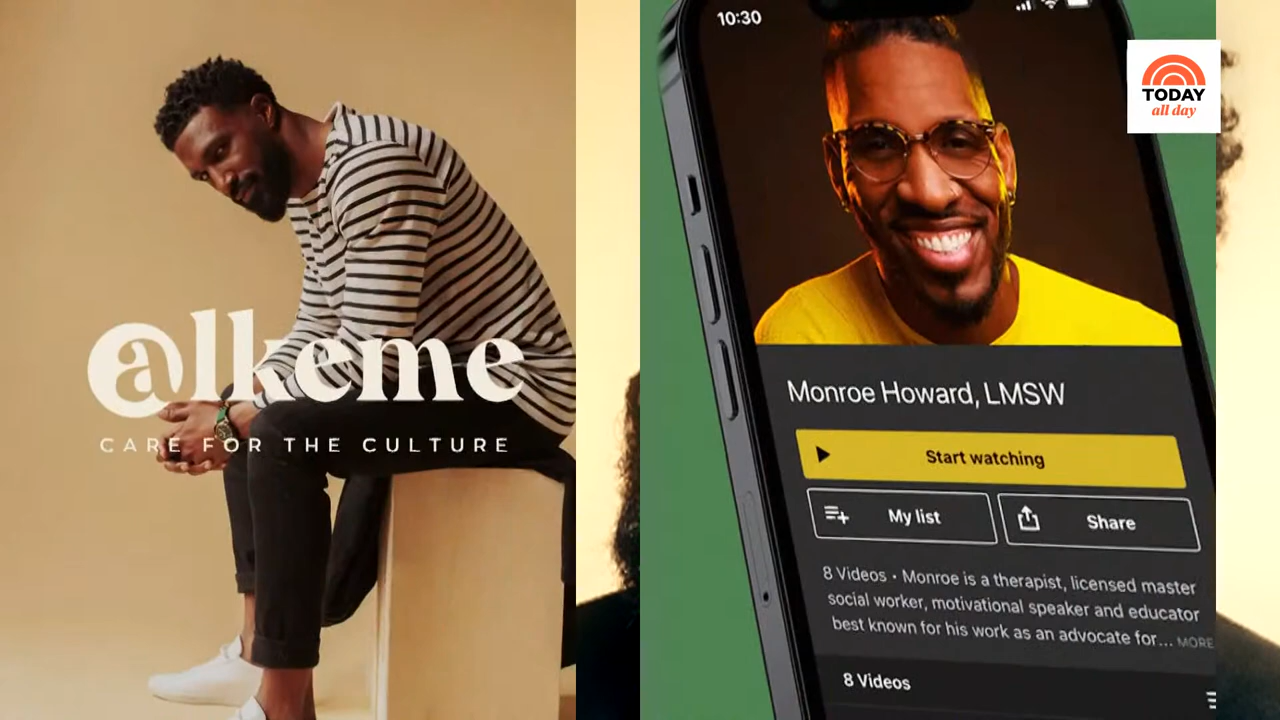 @lkeme
CARE FOR THE CULTURE
10:30
TODAY
all day
Monroe Howard, LMSW
Start watching
My list
Share
8 Videos • Monroe is a therapist, licensed master
social worker, motivational speaker and educator
best known for his work as an advocate for... MORE
8 Videos